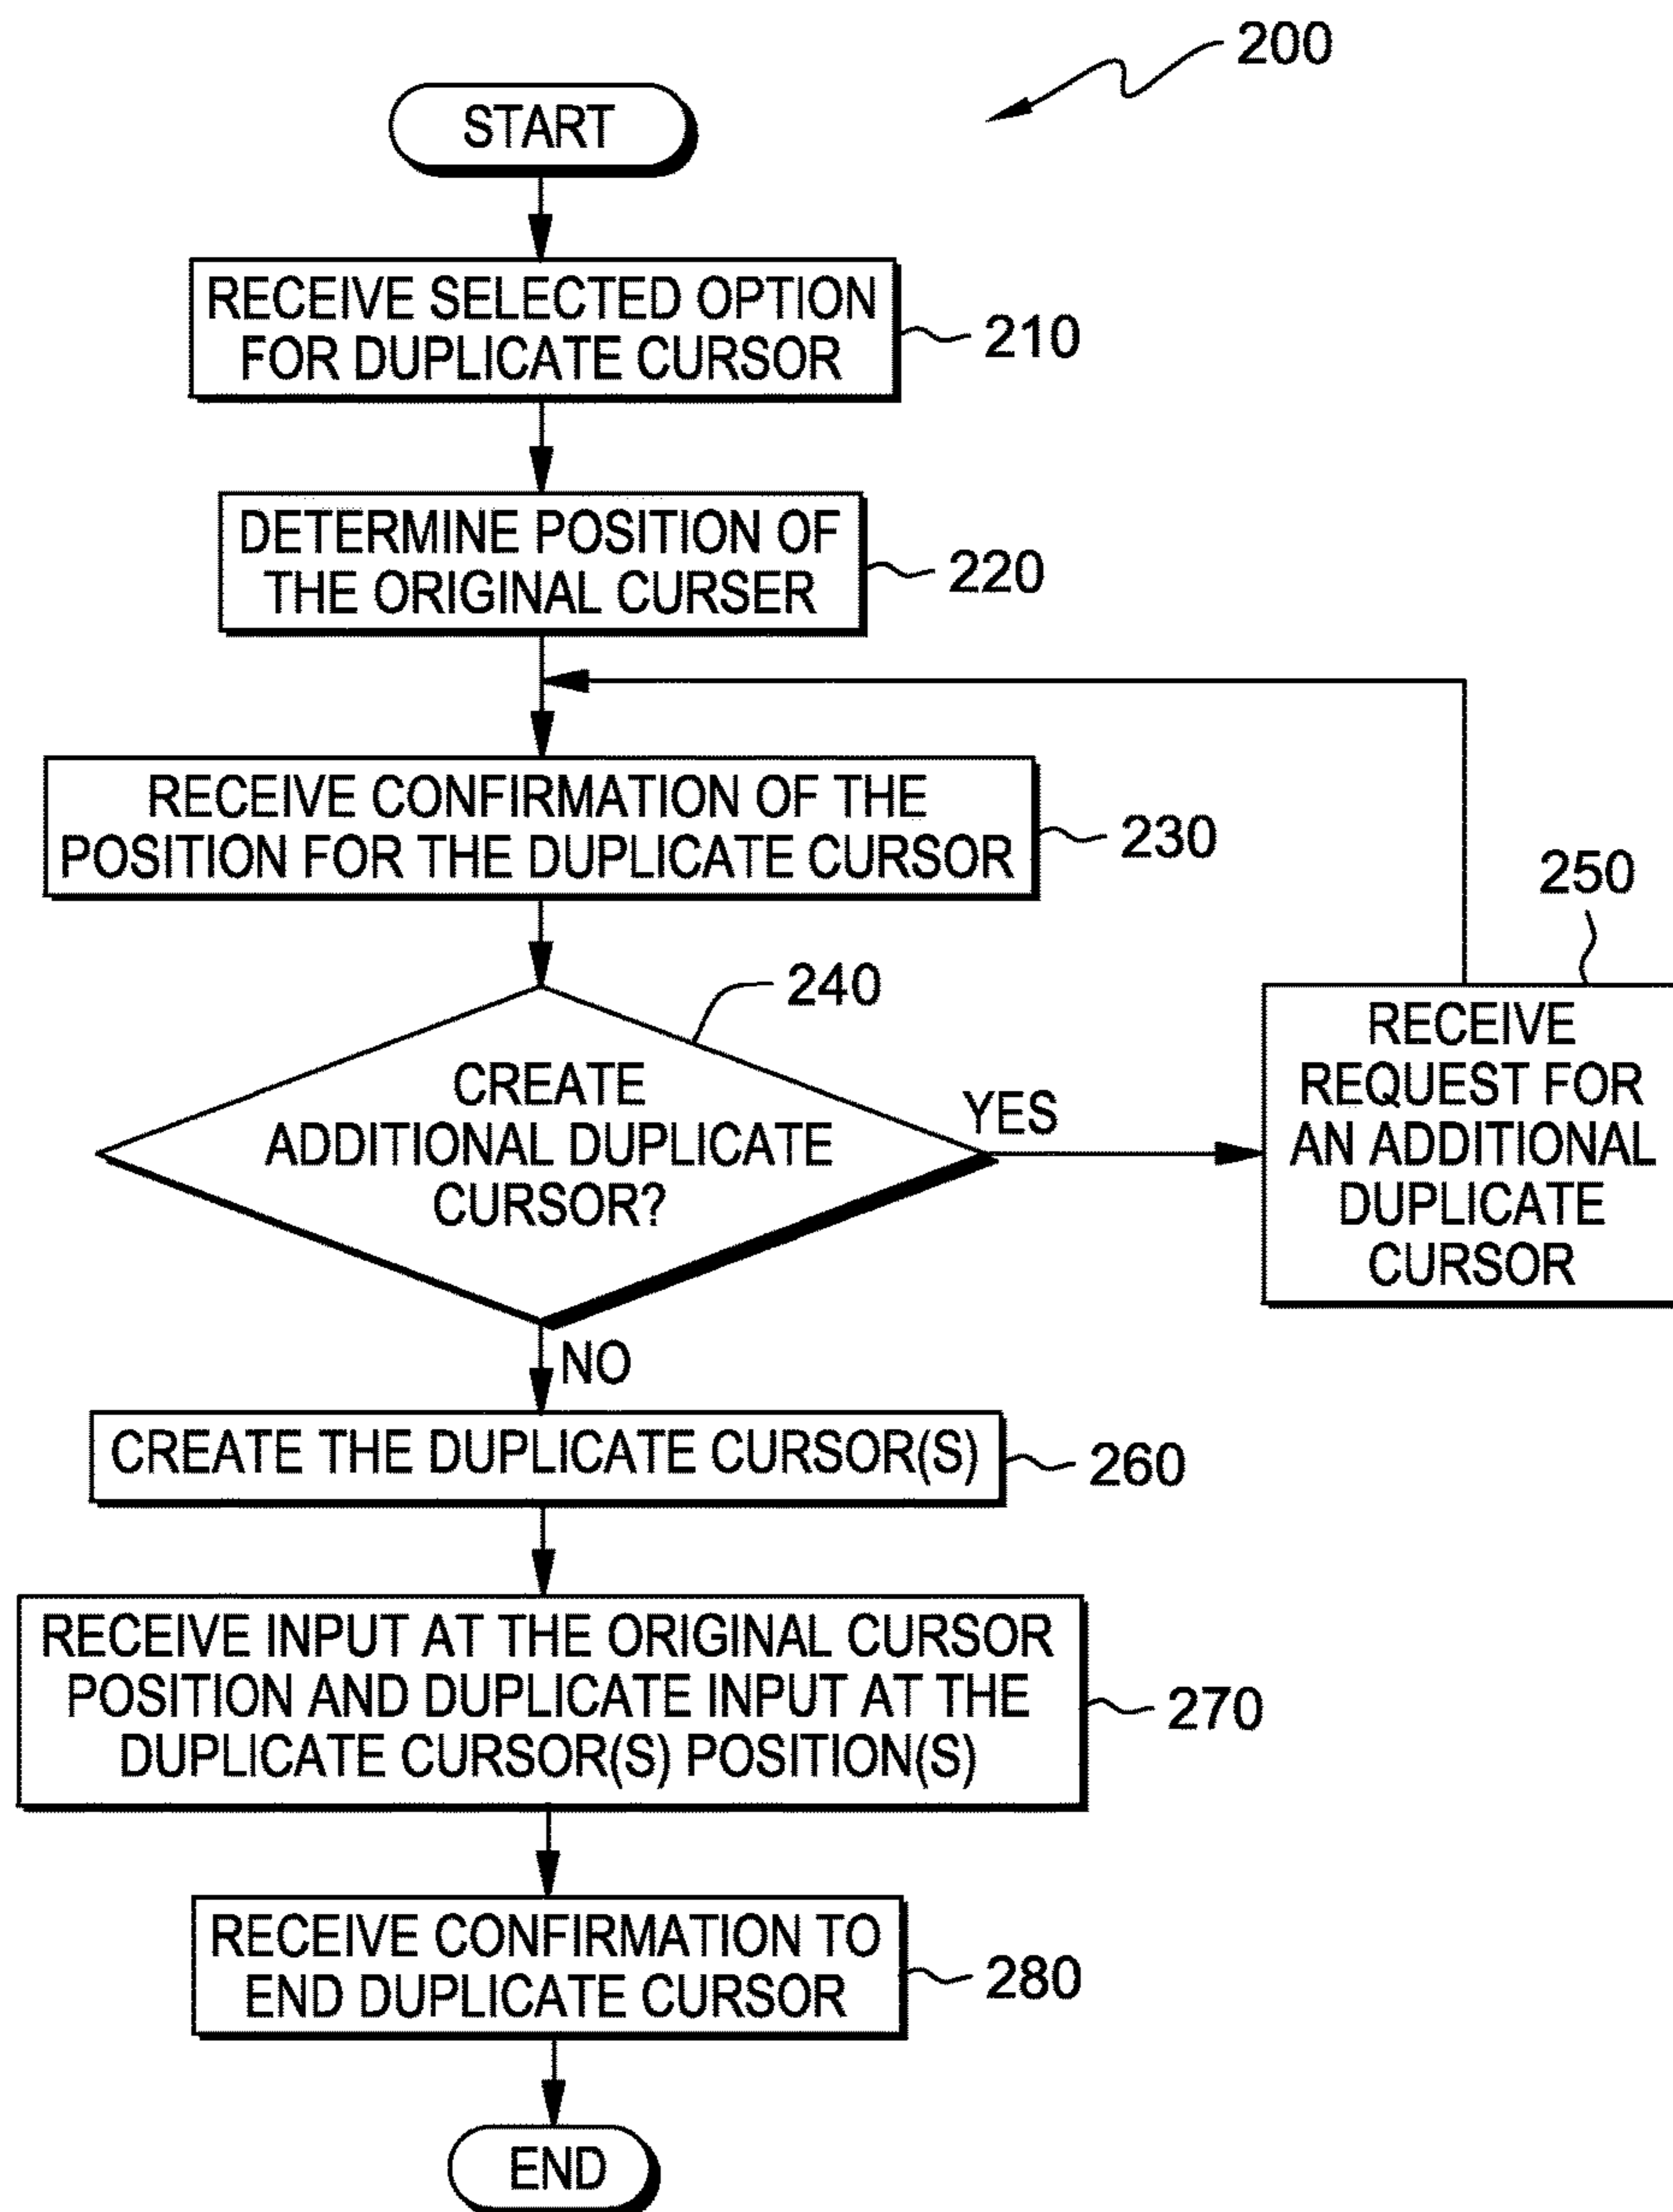 200
START
RECEIVE SELECTED OPTION
FOR DUPLICATE CURSOR
210
DETERMINE POSITION OF
THE ORIGINAL CURSER
220
RECEIVE CONFIRMATION OF THE
POSITION FOR THE DUPLICATE CURSOR
230
240
CREATE
ADDITIONAL DUPLICATE
CURSOR?
YES
250
RECEIVE
REQUEST FOR
AN ADDITIONAL
DUPLICATE
CURSOR
NO
CREATE THE DUPLICATE CURSOR(S)
260
RECEIVE INPUT AT THE ORIGINAL CURSOR
POSITION AND DUPLICATE INPUT AT THE
DUPLICATE CURSOR(S) POSITION(S)
270
RECEIVE CONFIRMATION TO
END DUPLICATE CURSOR
280
END